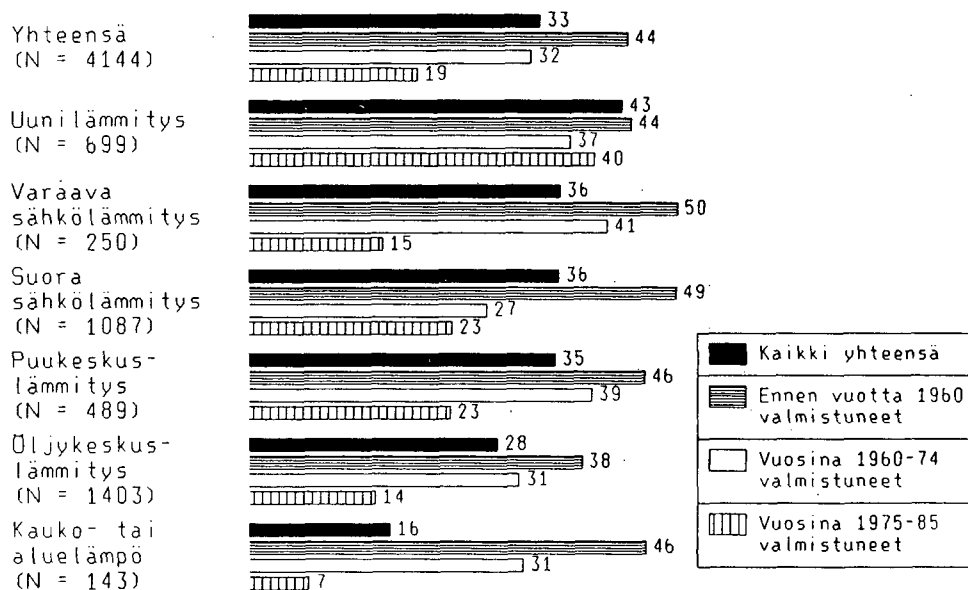 Yhteensä
(N = 4144)
33
44
32
19
Uunilämmitys
(N = 699)
43
44
37
40
Varaava
sähkölämmitys
(N = 250)
36
50
41
15
Suora
sähkölämmitys
(N = 1087)
36
49
27
23
Puukeskus-
lämmitys
(N = 489)
35
46
39
23
Öljykeskus-
lämmitys
(N = 1403)
28
38
31
14
Kauko- tai
aluelämpö
(N = 143)
16
46
31
7
Kaikki yhteensä
Ennen vuotta 1960
valmistuneet
Vuosina 1960-74
valmistuneet
Vuosina 1975-85
valmistuneet